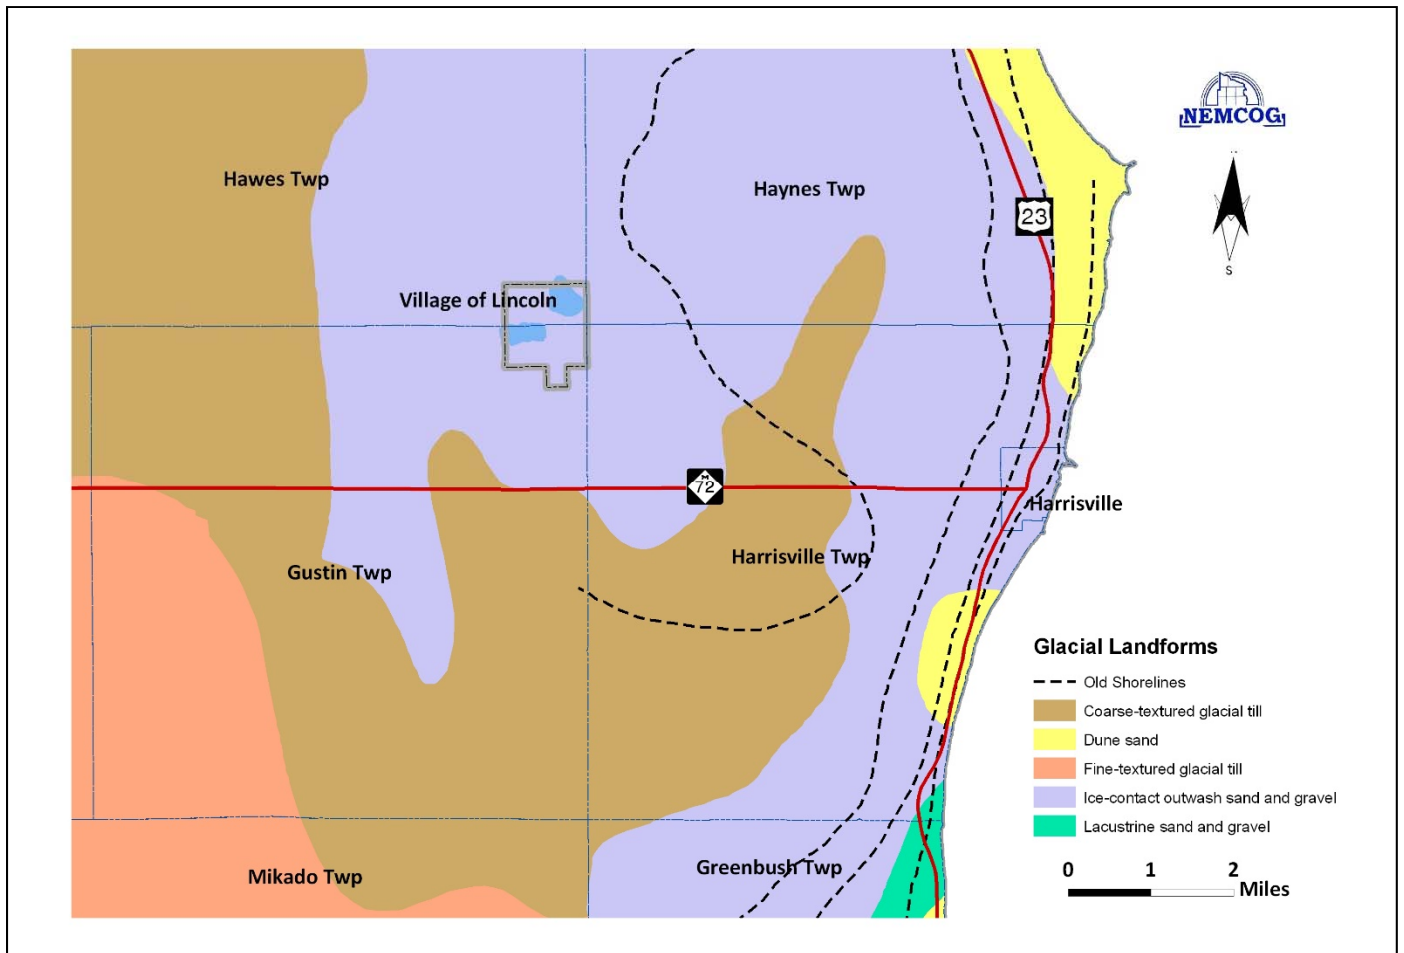 NEMCOG
Hawes Twp
Haynes Twp
23
S
Village of Lincoln
M
72
Harrisville
Harrisville Twp
Gustin Twp
Glacial Landforms
Old Shorelines
Coarse-textured glacial till
Dune sand
Fine-textured glacial till
Ice-contact outwash sand and gravel
Lacustrine sand and gravel
Mikado Twp
Greenbush Twp
0 1 2
Miles